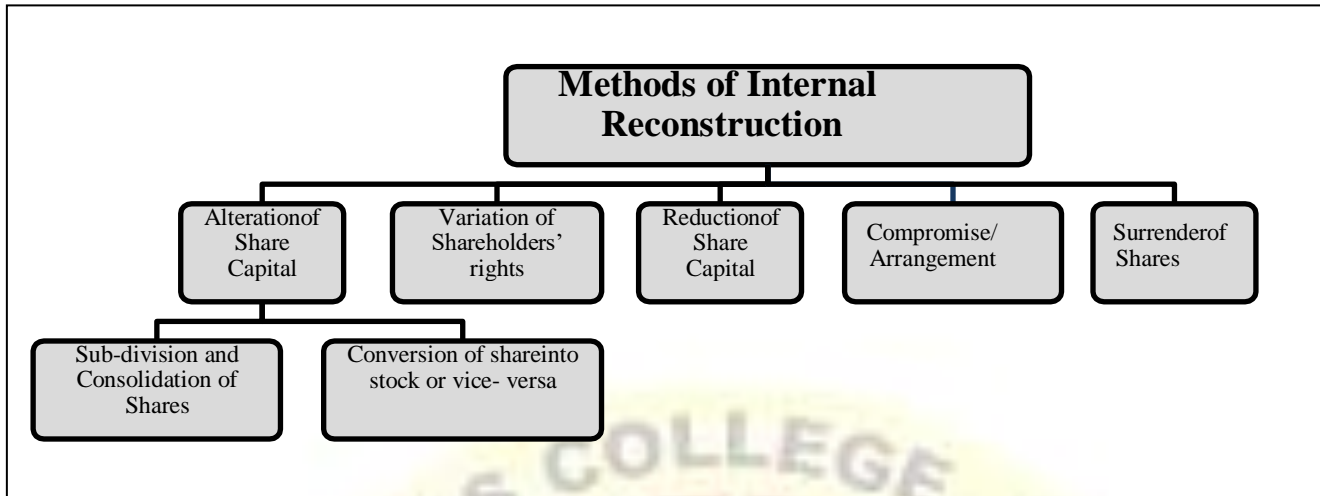 Methods of Internal
Reconstruction
Alterationof
Share
Capital
Variation of
Shareholders’
rights
Reductionof
Share
Capital
Compromise/
Arrangement
Surrenderof
Shares
Sub-division and
Consolidation of
Shares
Conversion of shareinto
stock or vice- versa
S COLLEGE